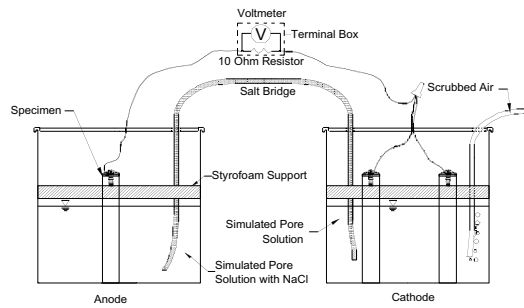 Voltmeter
V
Terminal Box
10 Ohm Resistor
Salt Bridge
Scrubbed Air
Specimen
Styrofoam Support
Simulated Pore
Solution
Simulated Pore
Solution with NaCl
Anode
Cathode